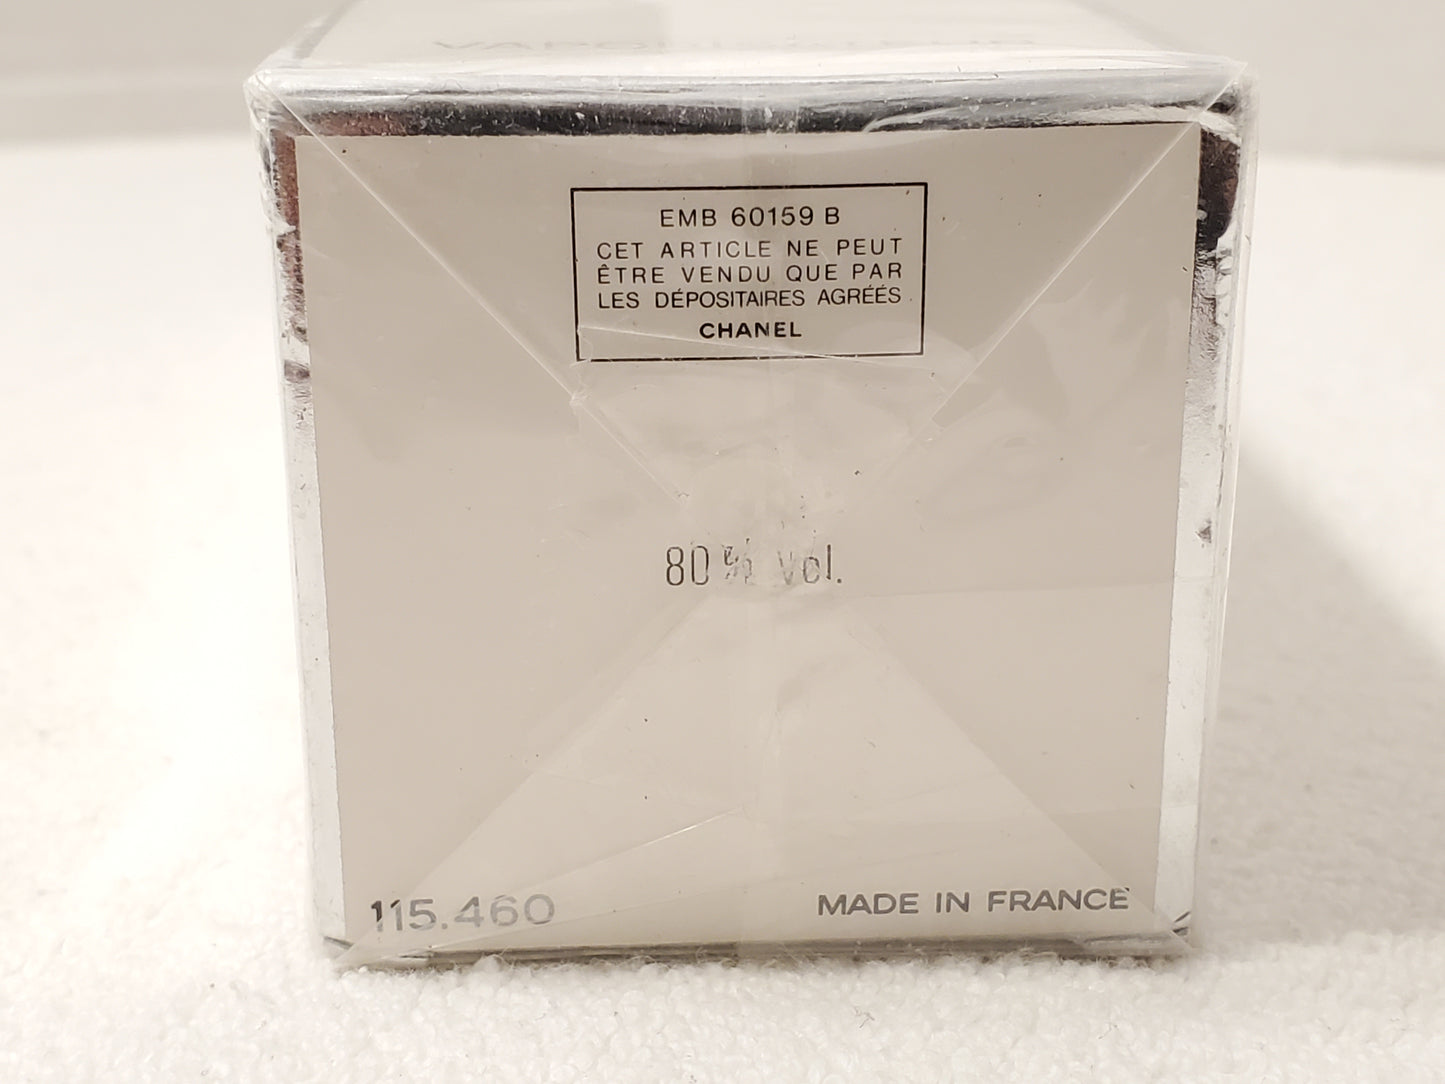 EMB 60159 B
CET ARTICLE NE PEUT
ÊTRE VENDU QUE PAR
LES DÉPOSITAIRES AGRÉÉS
CHANEL
80 % Vol.
115.460
MADE IN FRANCE